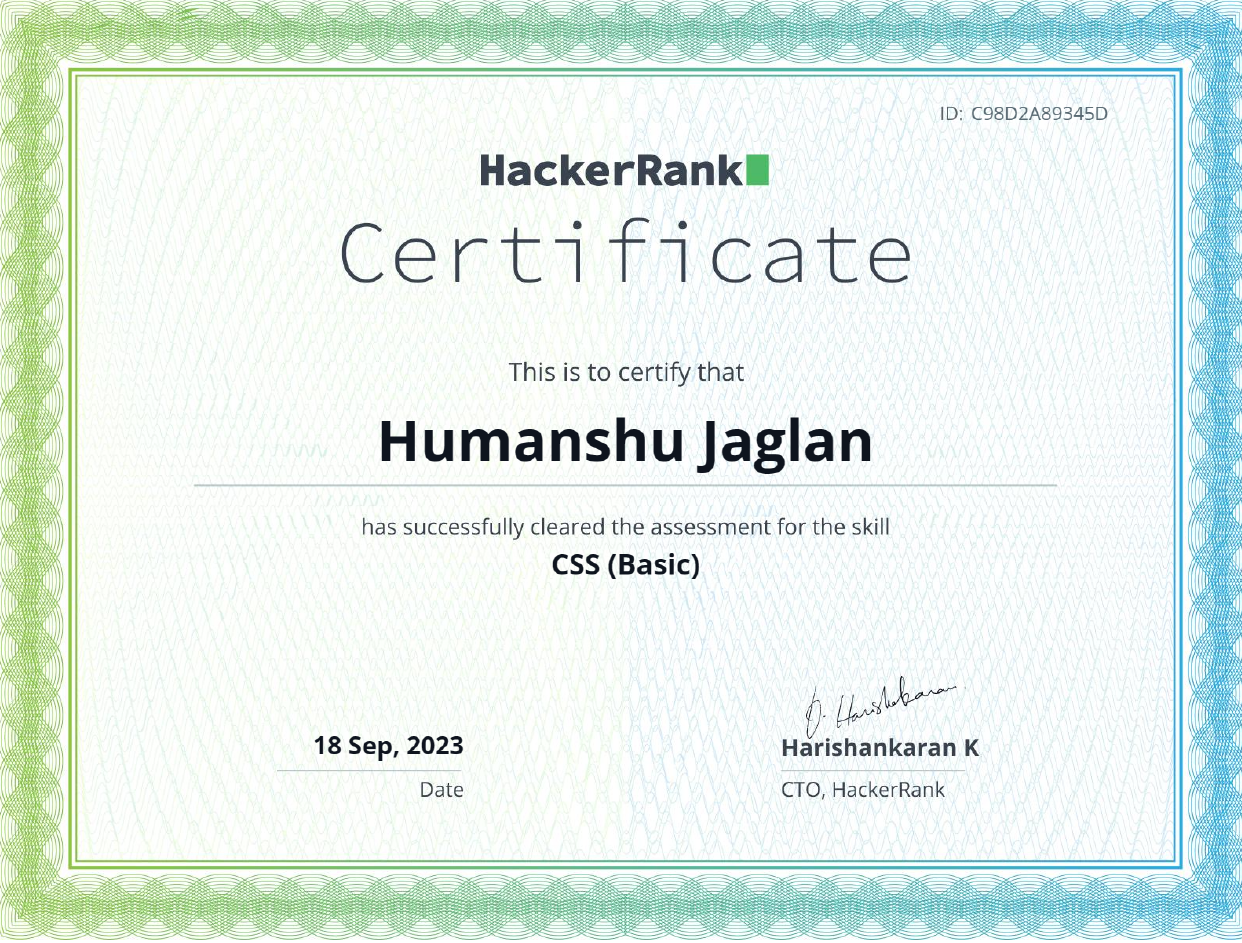 ID: C98D2A89345D
HackerRank
Certificate
This is to certify that
Humanshu Jaglan
has successfully cleared the assessment for the skill
CSS (Basic)
18 Sep, 2023
Date
D. Harishankaran
Harishankaran K
CTO, HackerRank